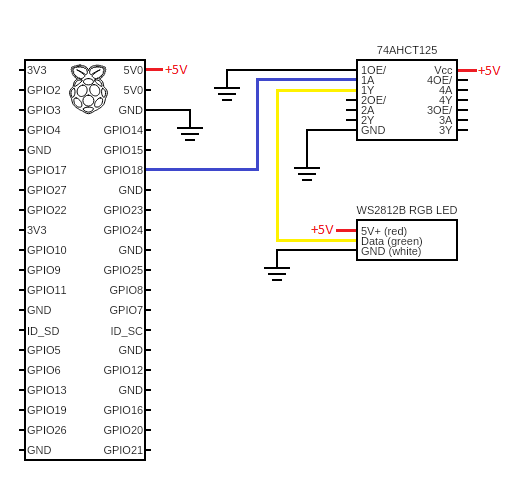 74AHCT125
3V3 5V0 +5V 1OE/ Vcc +5V
1A 4OE/
GPIO2 5V0 1Y 4A
2OE/ 4Y
GPIO3 GND 2A 3OE/
2Y 3A
GPIO4 GPIO14 GND 3Y
GND GPIO15
GPIO17 GPIO18
GPIO27 GND
GPIO22 GPIO23 WS2812B RGB LED
3V3 GPIO24 +5V 5V+ (red)
Data (green)
GPIO10 GND GND (white)
GPIO9 GPIO25
GPIO11 GPIO8
GND GPIO7
ID_SD ID_SC
GPIO5 GND
GPIO6 GPIO12
GPIO13 GND
GPIO19 GPIO16
GPIO26 GPIO20
GND GPIO21